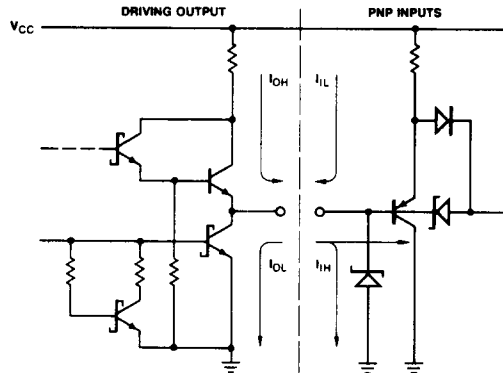 DRIVING OUTPUT
PNP INPUTS
VCC
IOH
IIL
IOL
IIH